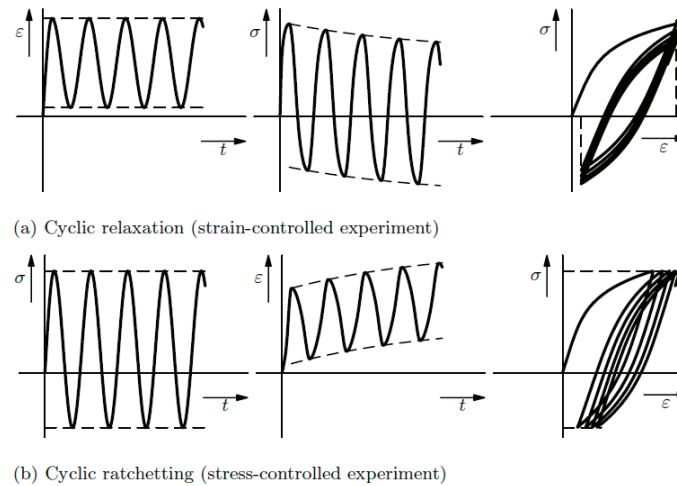 ε t
σ t
σ ε
(a) Cyclic relaxation (strain-controlled experiment)
σ t
ε t
σ ε
(b) Cyclic ratchetting (stress-controlled experiment)